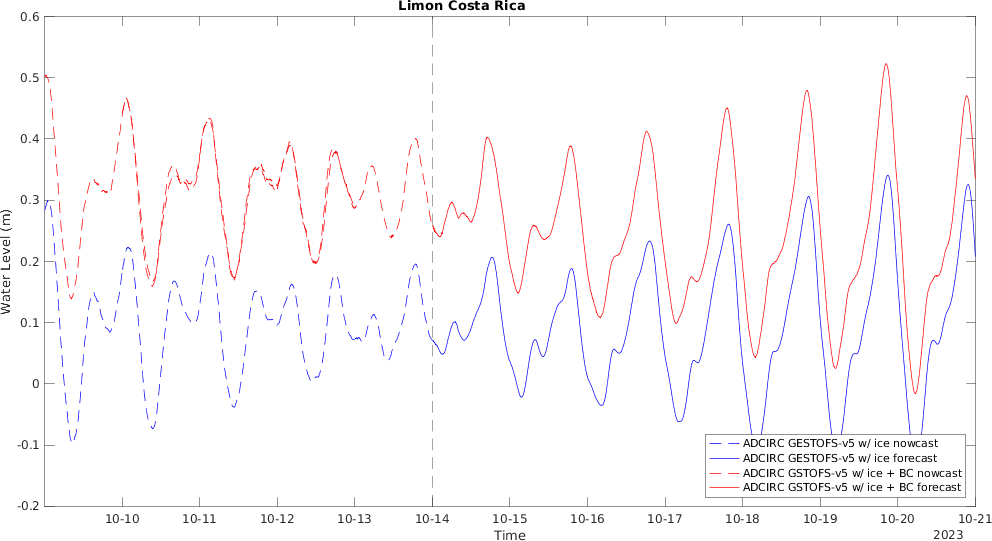 Limon Costa Rica
Water Level (m)
0.6
0.5
0.4
0.3
0.2
0.1
0
-0.1
-0.2
ADCIRC GESTOFS-v5 w/ ice nowcast
ADCIRC GESTOFS-v5 w/ ice forecast
ADCIRC GSTOFS-v5 w/ ice + BC nowcast
ADCIRC GSTOFS-v5 w/ ice + BC forecast
10-10 10-11 10-12 10-13 10-14 10-15 10-16 10-17 10-18 10-19 10-20 10-21
Time
2023